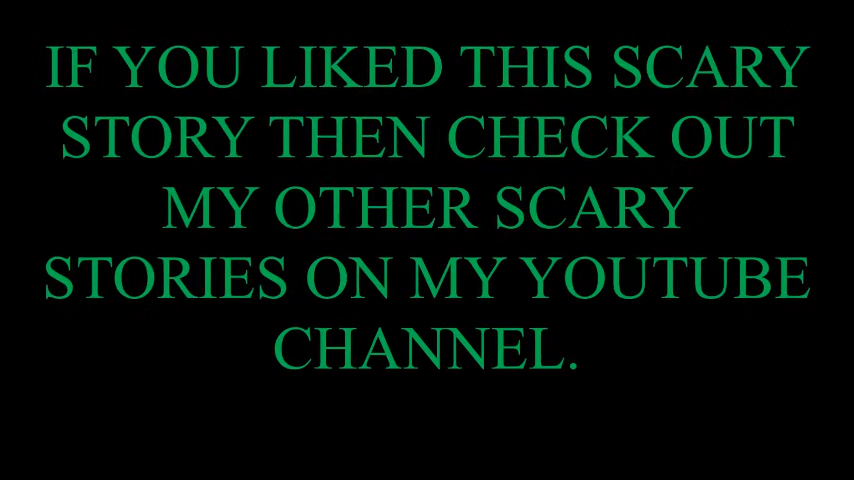 IF YOU LIKED THIS SCARY
STORY THEN CHECK OUT
MY OTHER SCARY
STORIES ON MY YOUTUBE
CHANNEL.